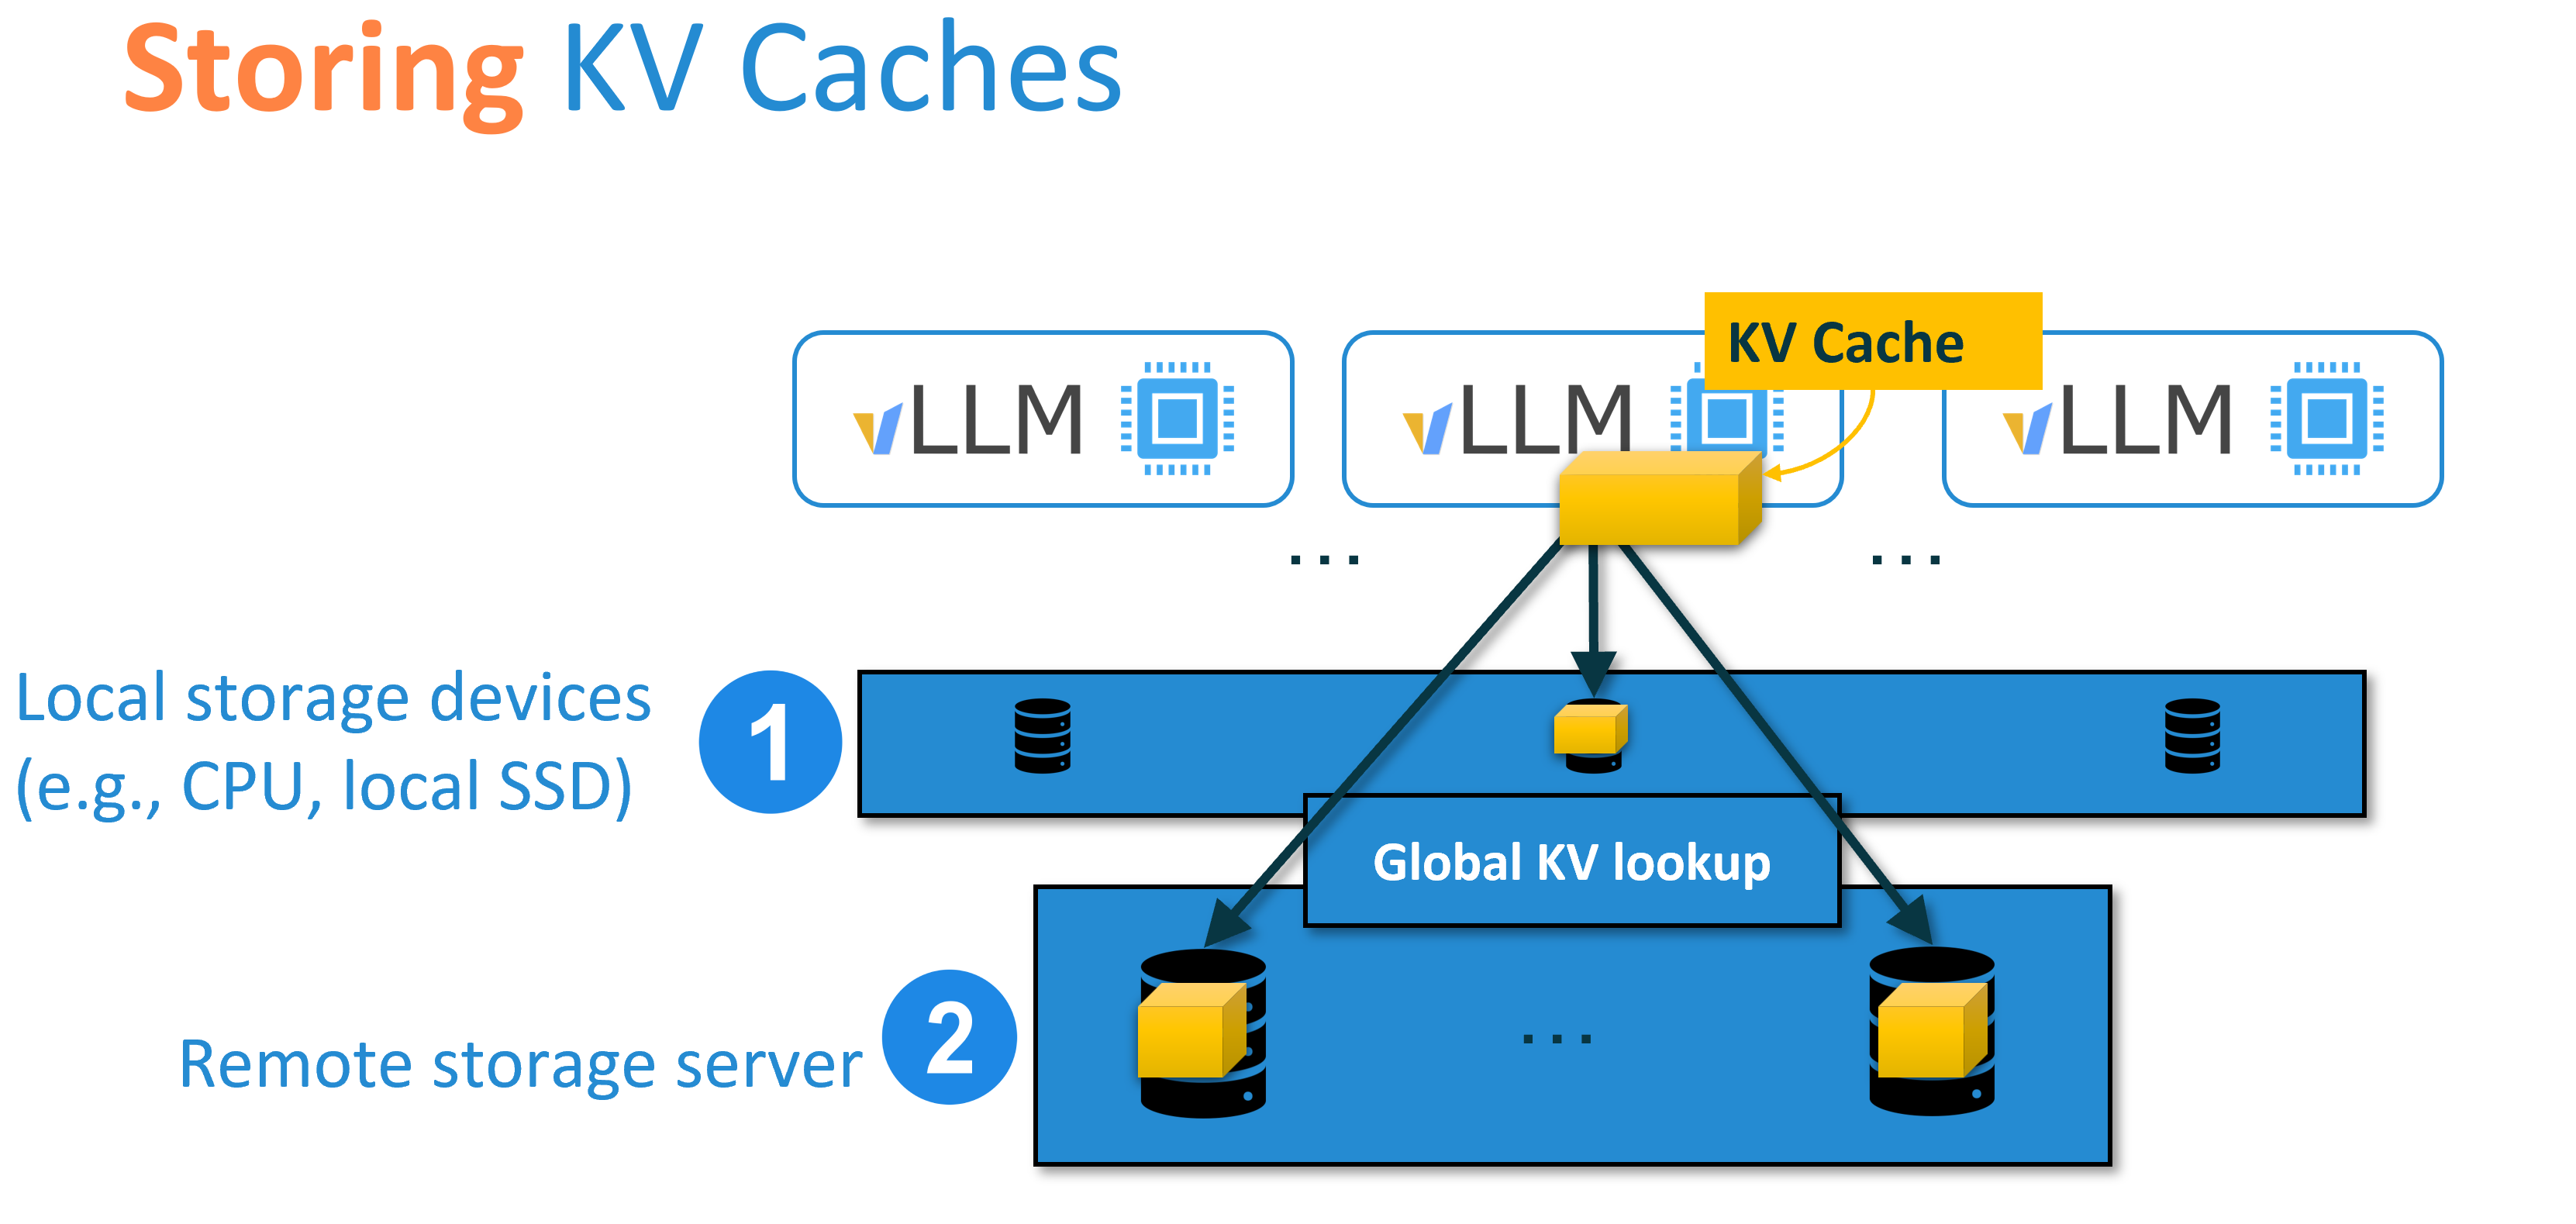 Storing KV Caches
KV Cache
vLLM
vLLM
vLLM
...
...
Local storage devices
(e.g., CPU, local SSD)
1
Global KV lookup
Remote storage server
2
...